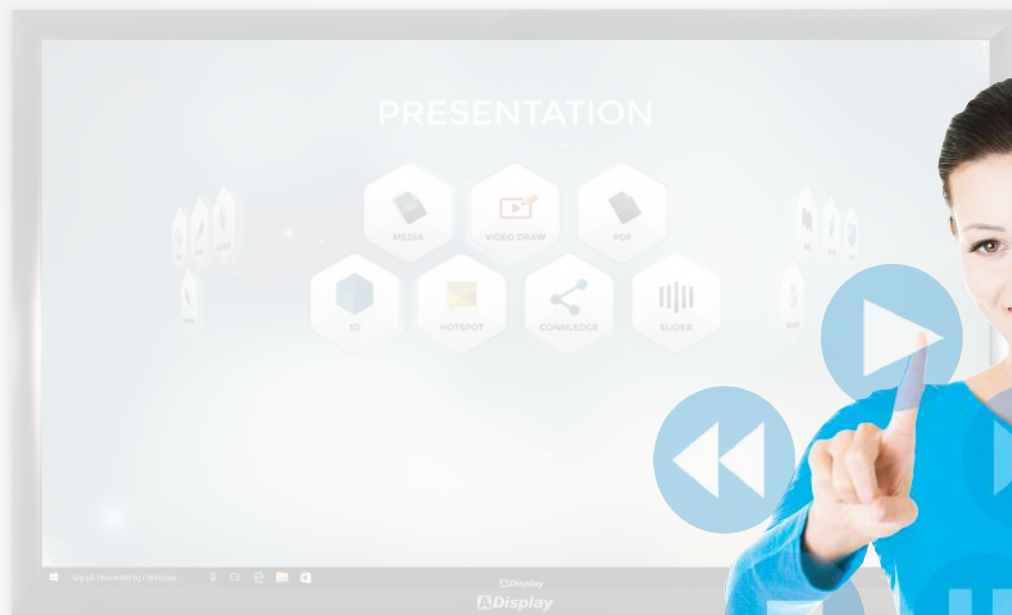 PRESENTATION
MEDIA
VIDEO DRAW
PDF
3D
HOTSPOT
CONNLEDGE
SLIDER
Søg på internettet og i Windows
ADisplay
ADisplay